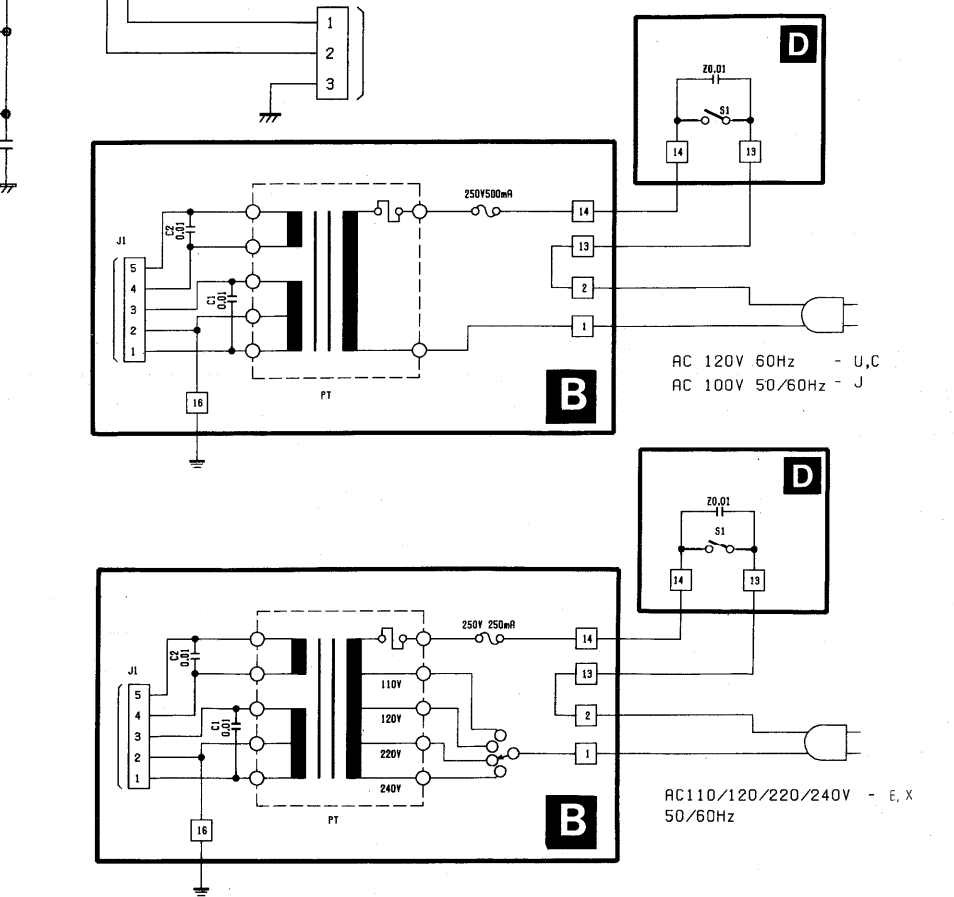 1
2
3
D
Z0.01
S1
14
13
250V500mA
14
13
2
1
C2
0.01
J1
5
4
3
2
1
C1
0.01
16
PT
B
AC 120V 60Hz - U,C
AC 100V 50/60Hz - J
D
Z0.01
S1
14
13
250V 250mA
14
13
2
1
C2
0.01
J1
5
4
3
2
1
C1
0.01
110V
120V
220V
240V
16
PT
B
AC110/120/220/240V - E,X
50/60Hz